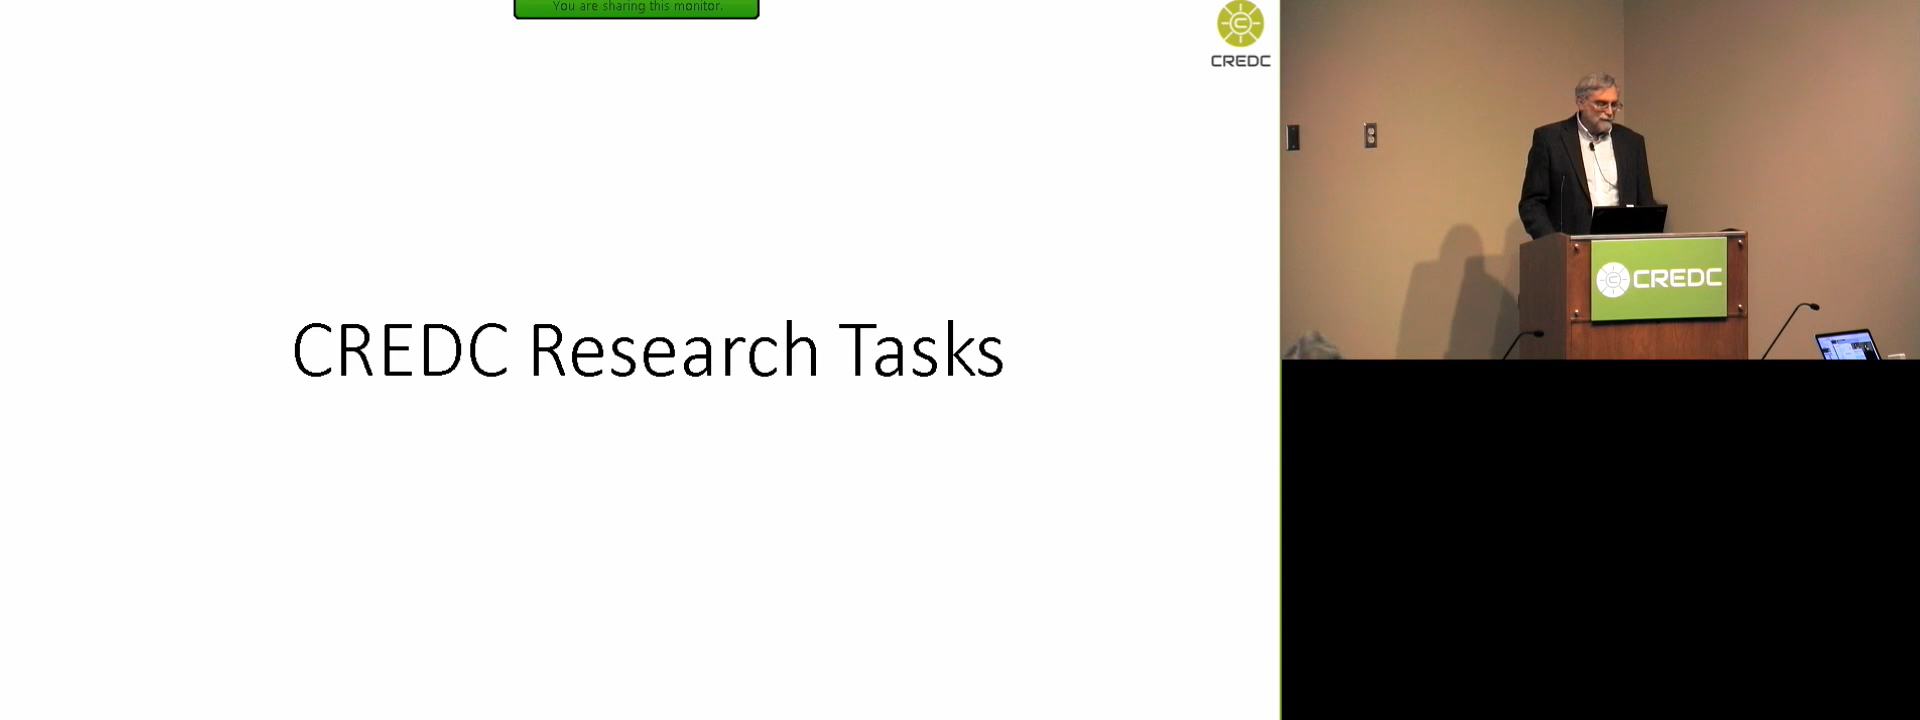 You are sharing this monitor.
CREDC
CREDC Research Tasks
CREDC